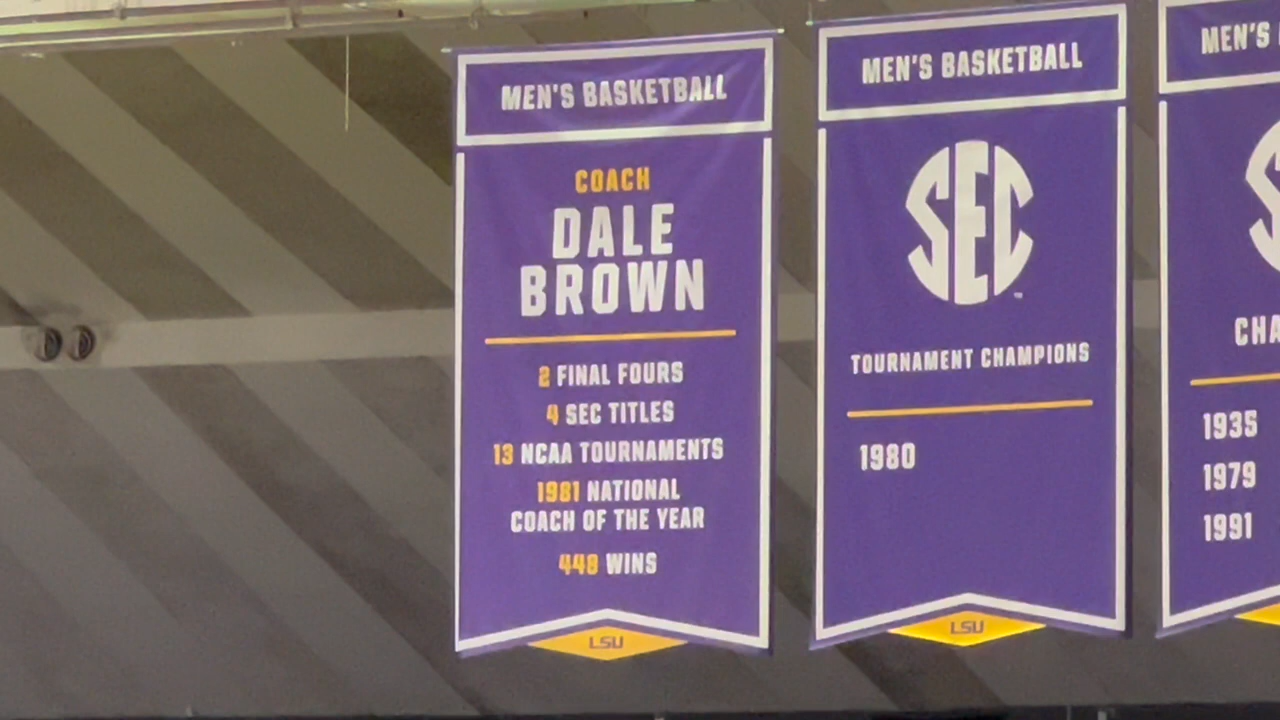 MEN'S BASKETBALL
COACH
DALE
BROWN
2 FINAL FOURS
4 SEC TITLES
13 NCAA TOURNAMENTS
1981 NATIONAL
COACH OF THE YEAR
448 WINS
LSU
MEN'S BASKETBALL
SEC
TM
TOURNAMENT CHAMPIONS
1980
LSU
MEN'S
1935
1979
1991